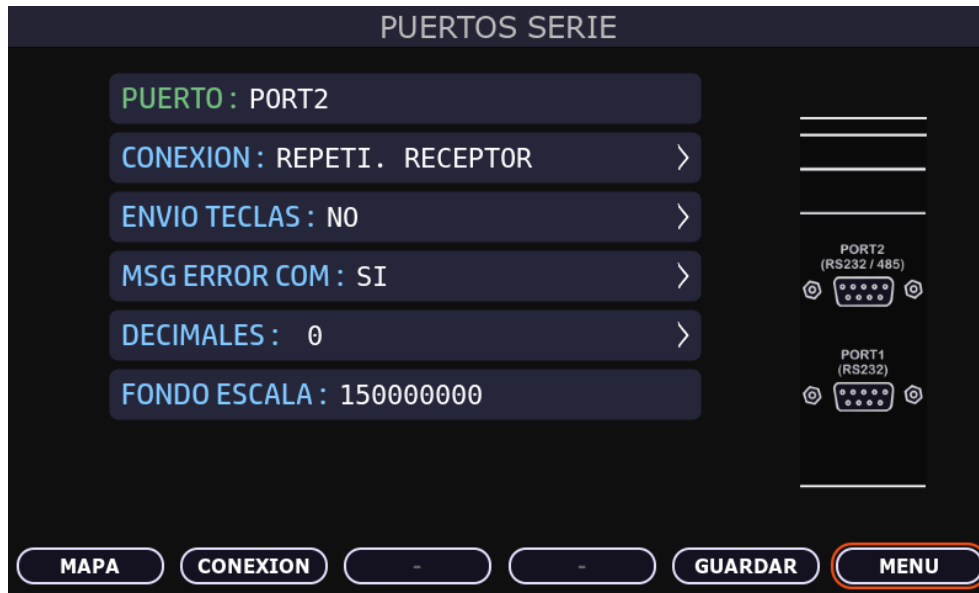 PUERTOS SERIE
PUERTO : PORT2
CONEXION : REPETI. RECEPTOR
ENVIO TECLAS : NO
MSG ERROR COM : SI
DECIMALES : 0
FONDO ESCALA : 150000000
PORT2
(RS232 / 485)
PORT1
(RS232)
MAPA CONEXION - - GUARDAR MENU